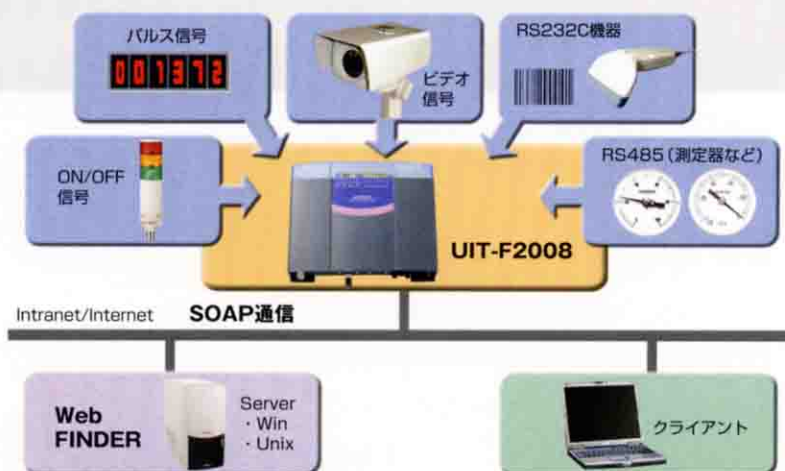 パルス信号
001372
ビデオ
信号
RS232C機器
ON/OFF
信号
RS485(測定器など)
UIT-F2008
Intranet/Internet
SOAP通信
Web
FINDER
Server
・Win
・Unix
クライアント